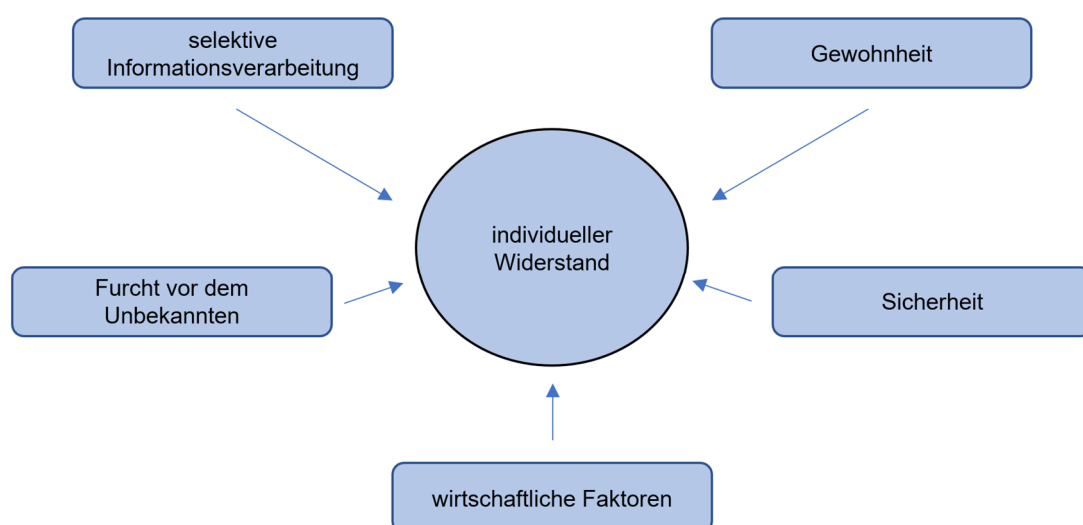 selektive
Informationsverarbeitung
Gewohnheit
individueller
Widerstand
Furcht vor dem
Unbekannten
Sicherheit
wirtschaftliche Faktoren